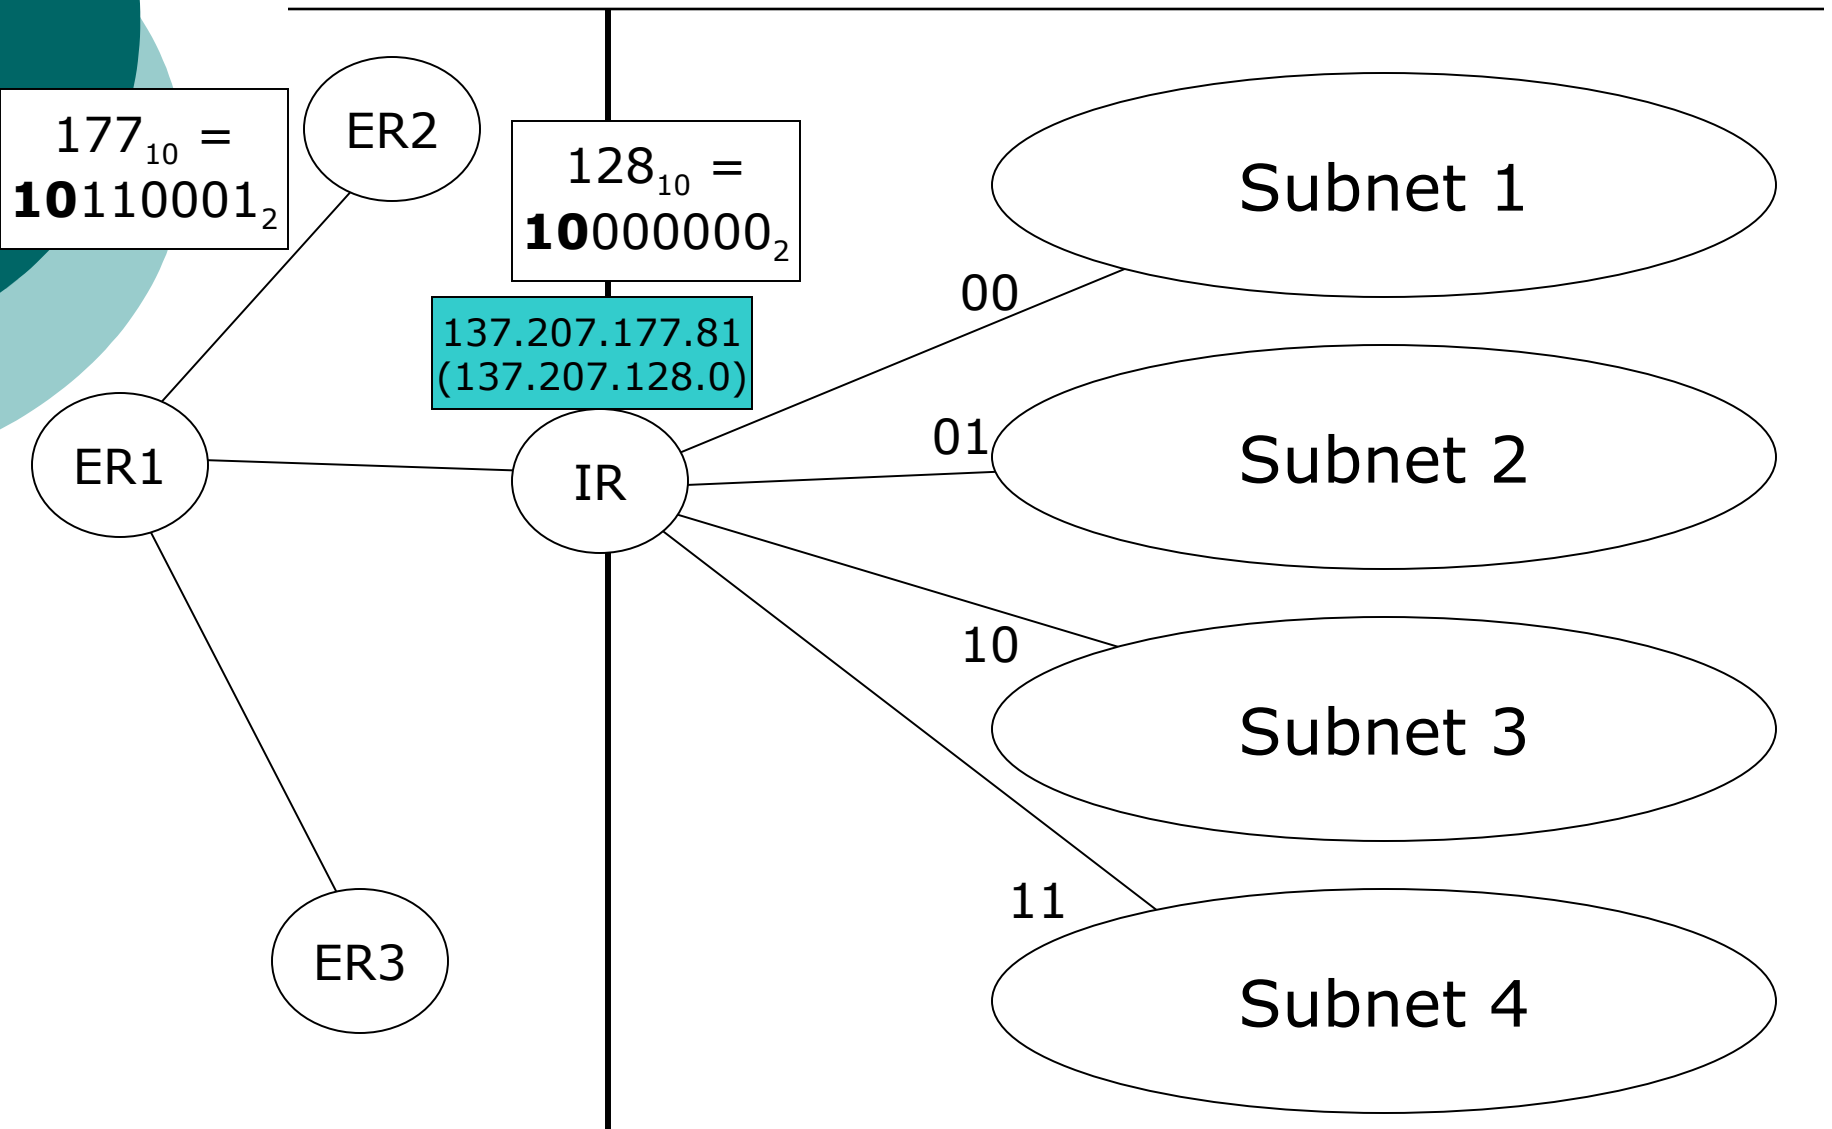 177₁₀ =
10110001₂
ER2
128₁₀ =
10000000₂
137.207.177.81
(137.207.128.0)
ER1
IR
ER3
00
01
10
11
Subnet 1
Subnet 2
Subnet 3
Subnet 4